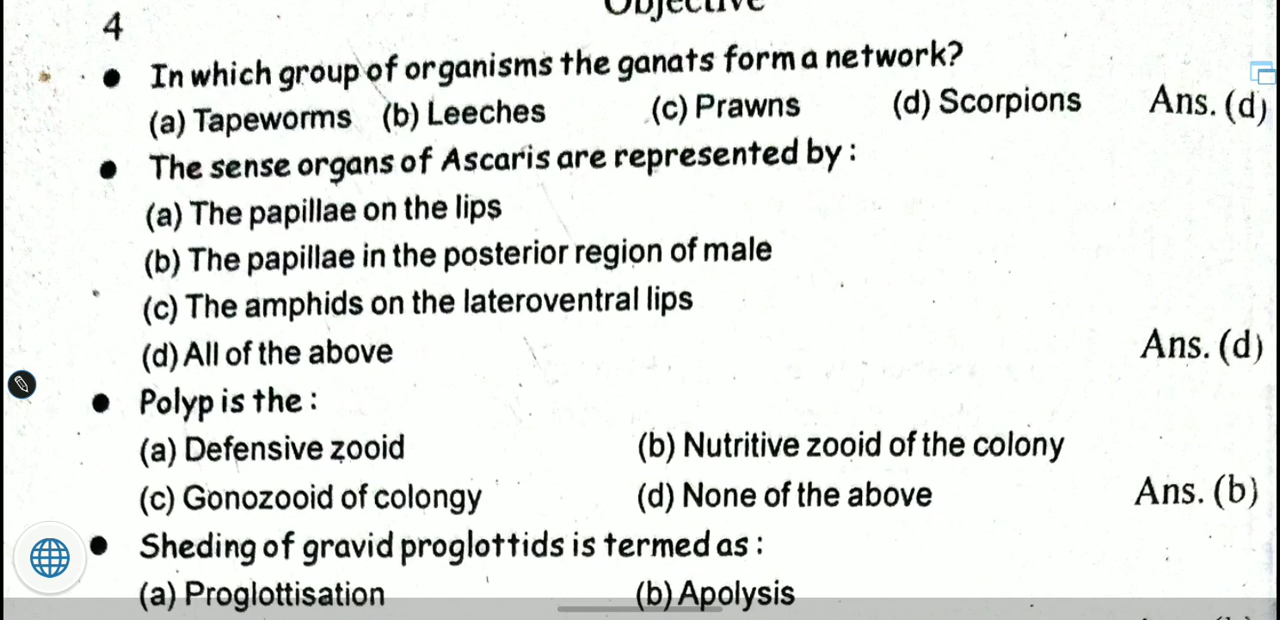 Objective
4
• In which group of organisms the ganats form a network?
(a) Tapeworms (b) Leeches (c) Prawns (d) Scorpions Ans. (d)
• The sense organs of Ascaris are represented by :
(a) The papillae on the lips
(b) The papillae in the posterior region of male
(c) The amphids on the lateroventral lips
(d) All of the above Ans. (d)
• Polyp is the :
(a) Defensive zooid (b) Nutritive zooid of the colony
(c) Gonozooid of colongy (d) None of the above Ans. (b)
• Sheding of gravid proglottids is termed as :
(a) Proglottisation (b) Apolysis